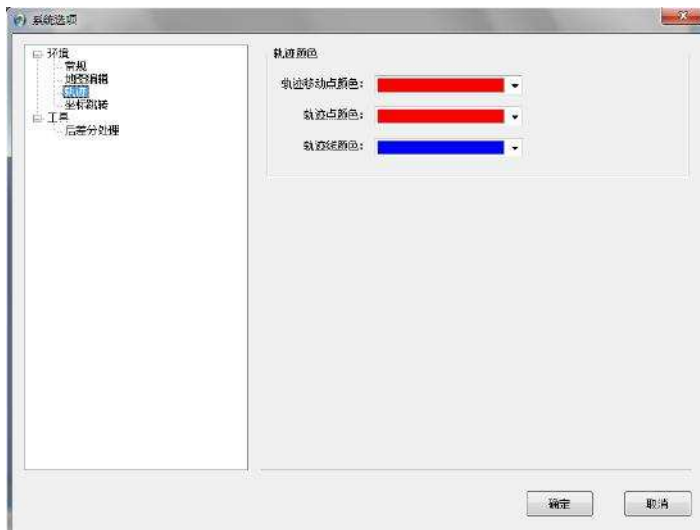 系统选项
环境
常规
地图编辑
轨迹
坐标跳转
工具
后差分处理
轨迹颜色
轨迹移动点颜色:
轨迹点颜色:
轨迹线颜色:
确定
取消